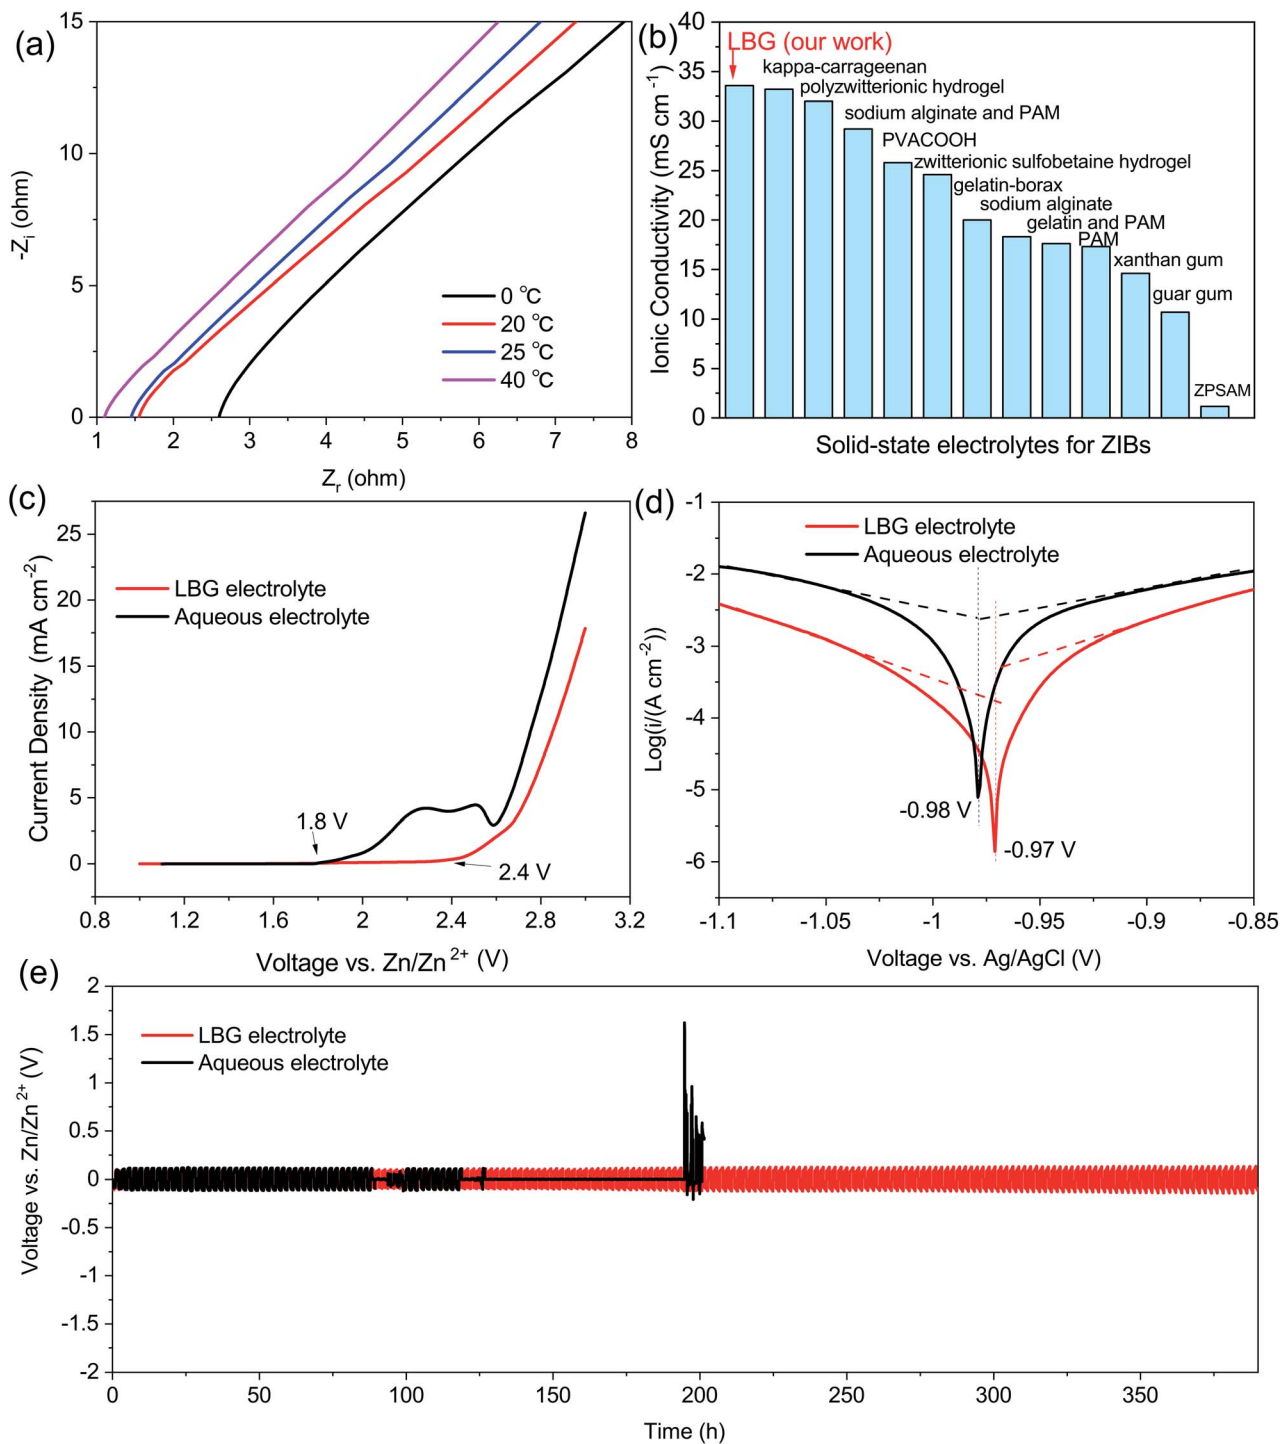 (a)
15
10
5
0
-Zi (ohm)
0 °C
20 °C
25 °C
40 °C
1 2 3 4 5 6 7 8
Zr (ohm)
(b)
40
35
30
25
20
15
10
5
0
Ionic Conductivity (mS cm-1)
LBG (our work)
kappa-carrageenan
polyzwitterionic hydrogel
sodium alginate and PAM
PVACOOH
zwitterionic sulfobetaine hydrogel
gelatin-borax
sodium alginate
gelatin and PAM
PAM
xanthan gum
guar gum
ZPSAM
Solid-state electrolytes for ZIBs
(c)
25
20
15
10
5
0
Current Density (mA cm-2)
LBG electrolyte
Aqueous electrolyte
1.8 V
2.4 V
0.8 1.2 1.6 2 2.4 2.8 3.2
Voltage vs. Zn/Zn2+ (V)
(d)
-1
-2
-3
-4
-5
-6
Log(i/(A cm-2))
LBG electrolyte
Aqueous electrolyte
-0.98 V
-0.97 V
-1.1 -1.05 -1 -0.95 -0.9 -0.85
Voltage vs. Ag/AgCl (V)
(e)
2
1.5
1
0.5
0
-0.5
-1
-1.5
-2
Voltage vs. Zn/Zn2+ (V)
LBG electrolyte
Aqueous electrolyte
0 50 100 150 200 250 300 350
Time (h)